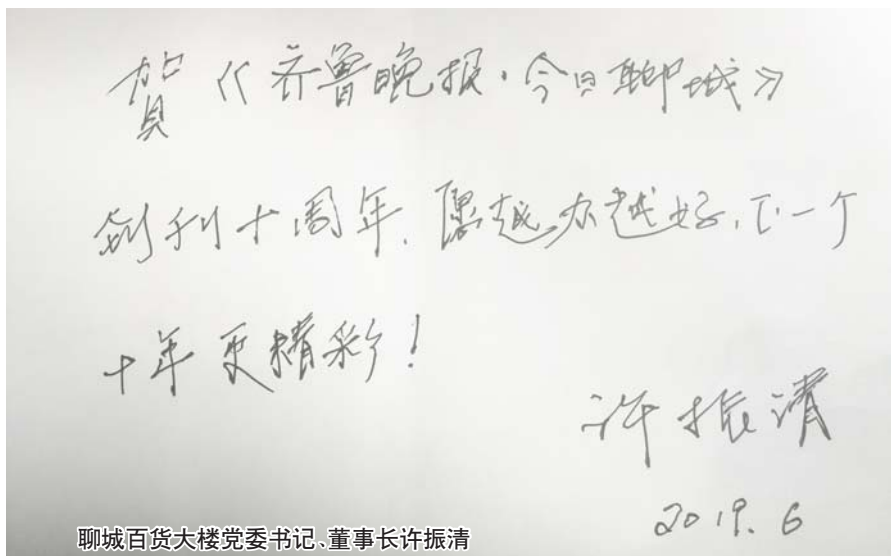 贺《齐鲁晚报·今日聊城》
创刊十周年,愿越办越好,下一个
十年更精彩!
许振清
2019.6
聊城百货大楼党委书记、董事长许振清